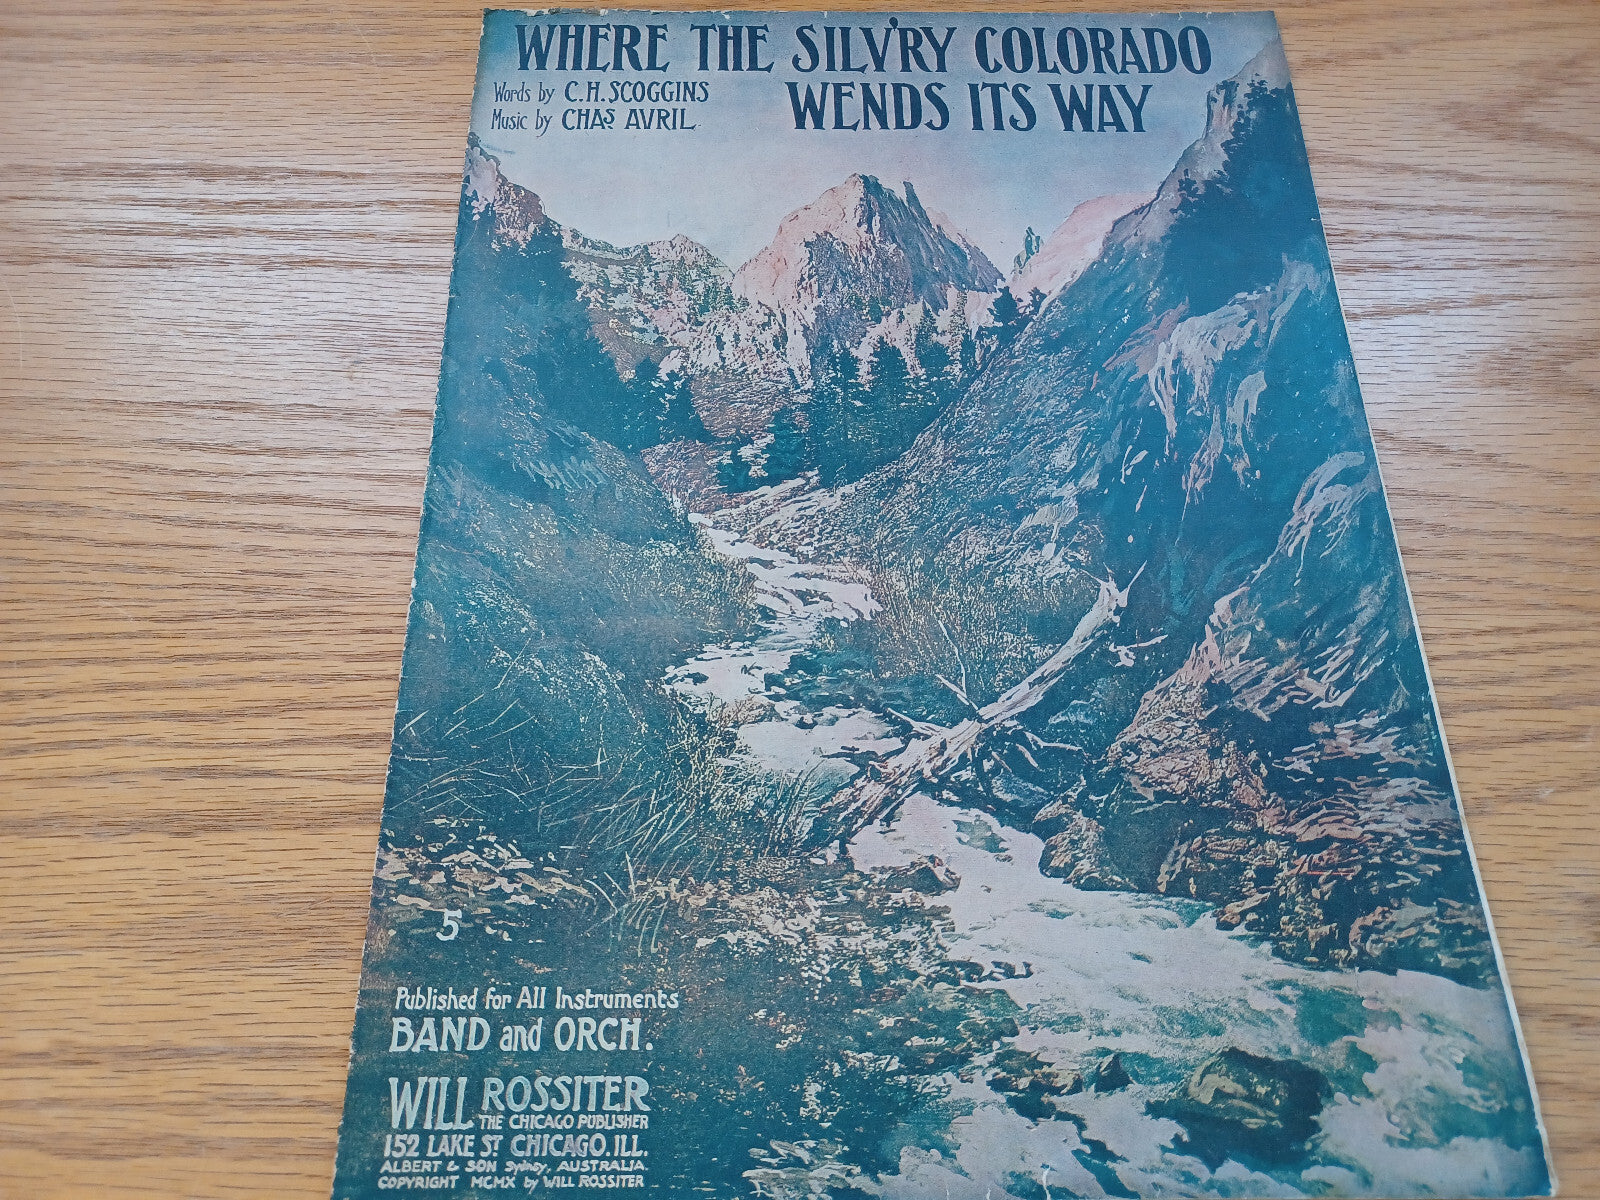 WHERE THE SILV'RY COLORADO
WENDS ITS WAY
Words by C.H. SCOGGINS
Music by CHAS AVRIL
5
Published for All Instruments
BAND and ORCH.
WILL ROSSITER
THE CHICAGO PUBLISHER
152 LAKE ST. CHICAGO. ILL.
ALBERT & SON Sydney, AUSTRALIA.
COPYRIGHT MCMX by WILL ROSSITER